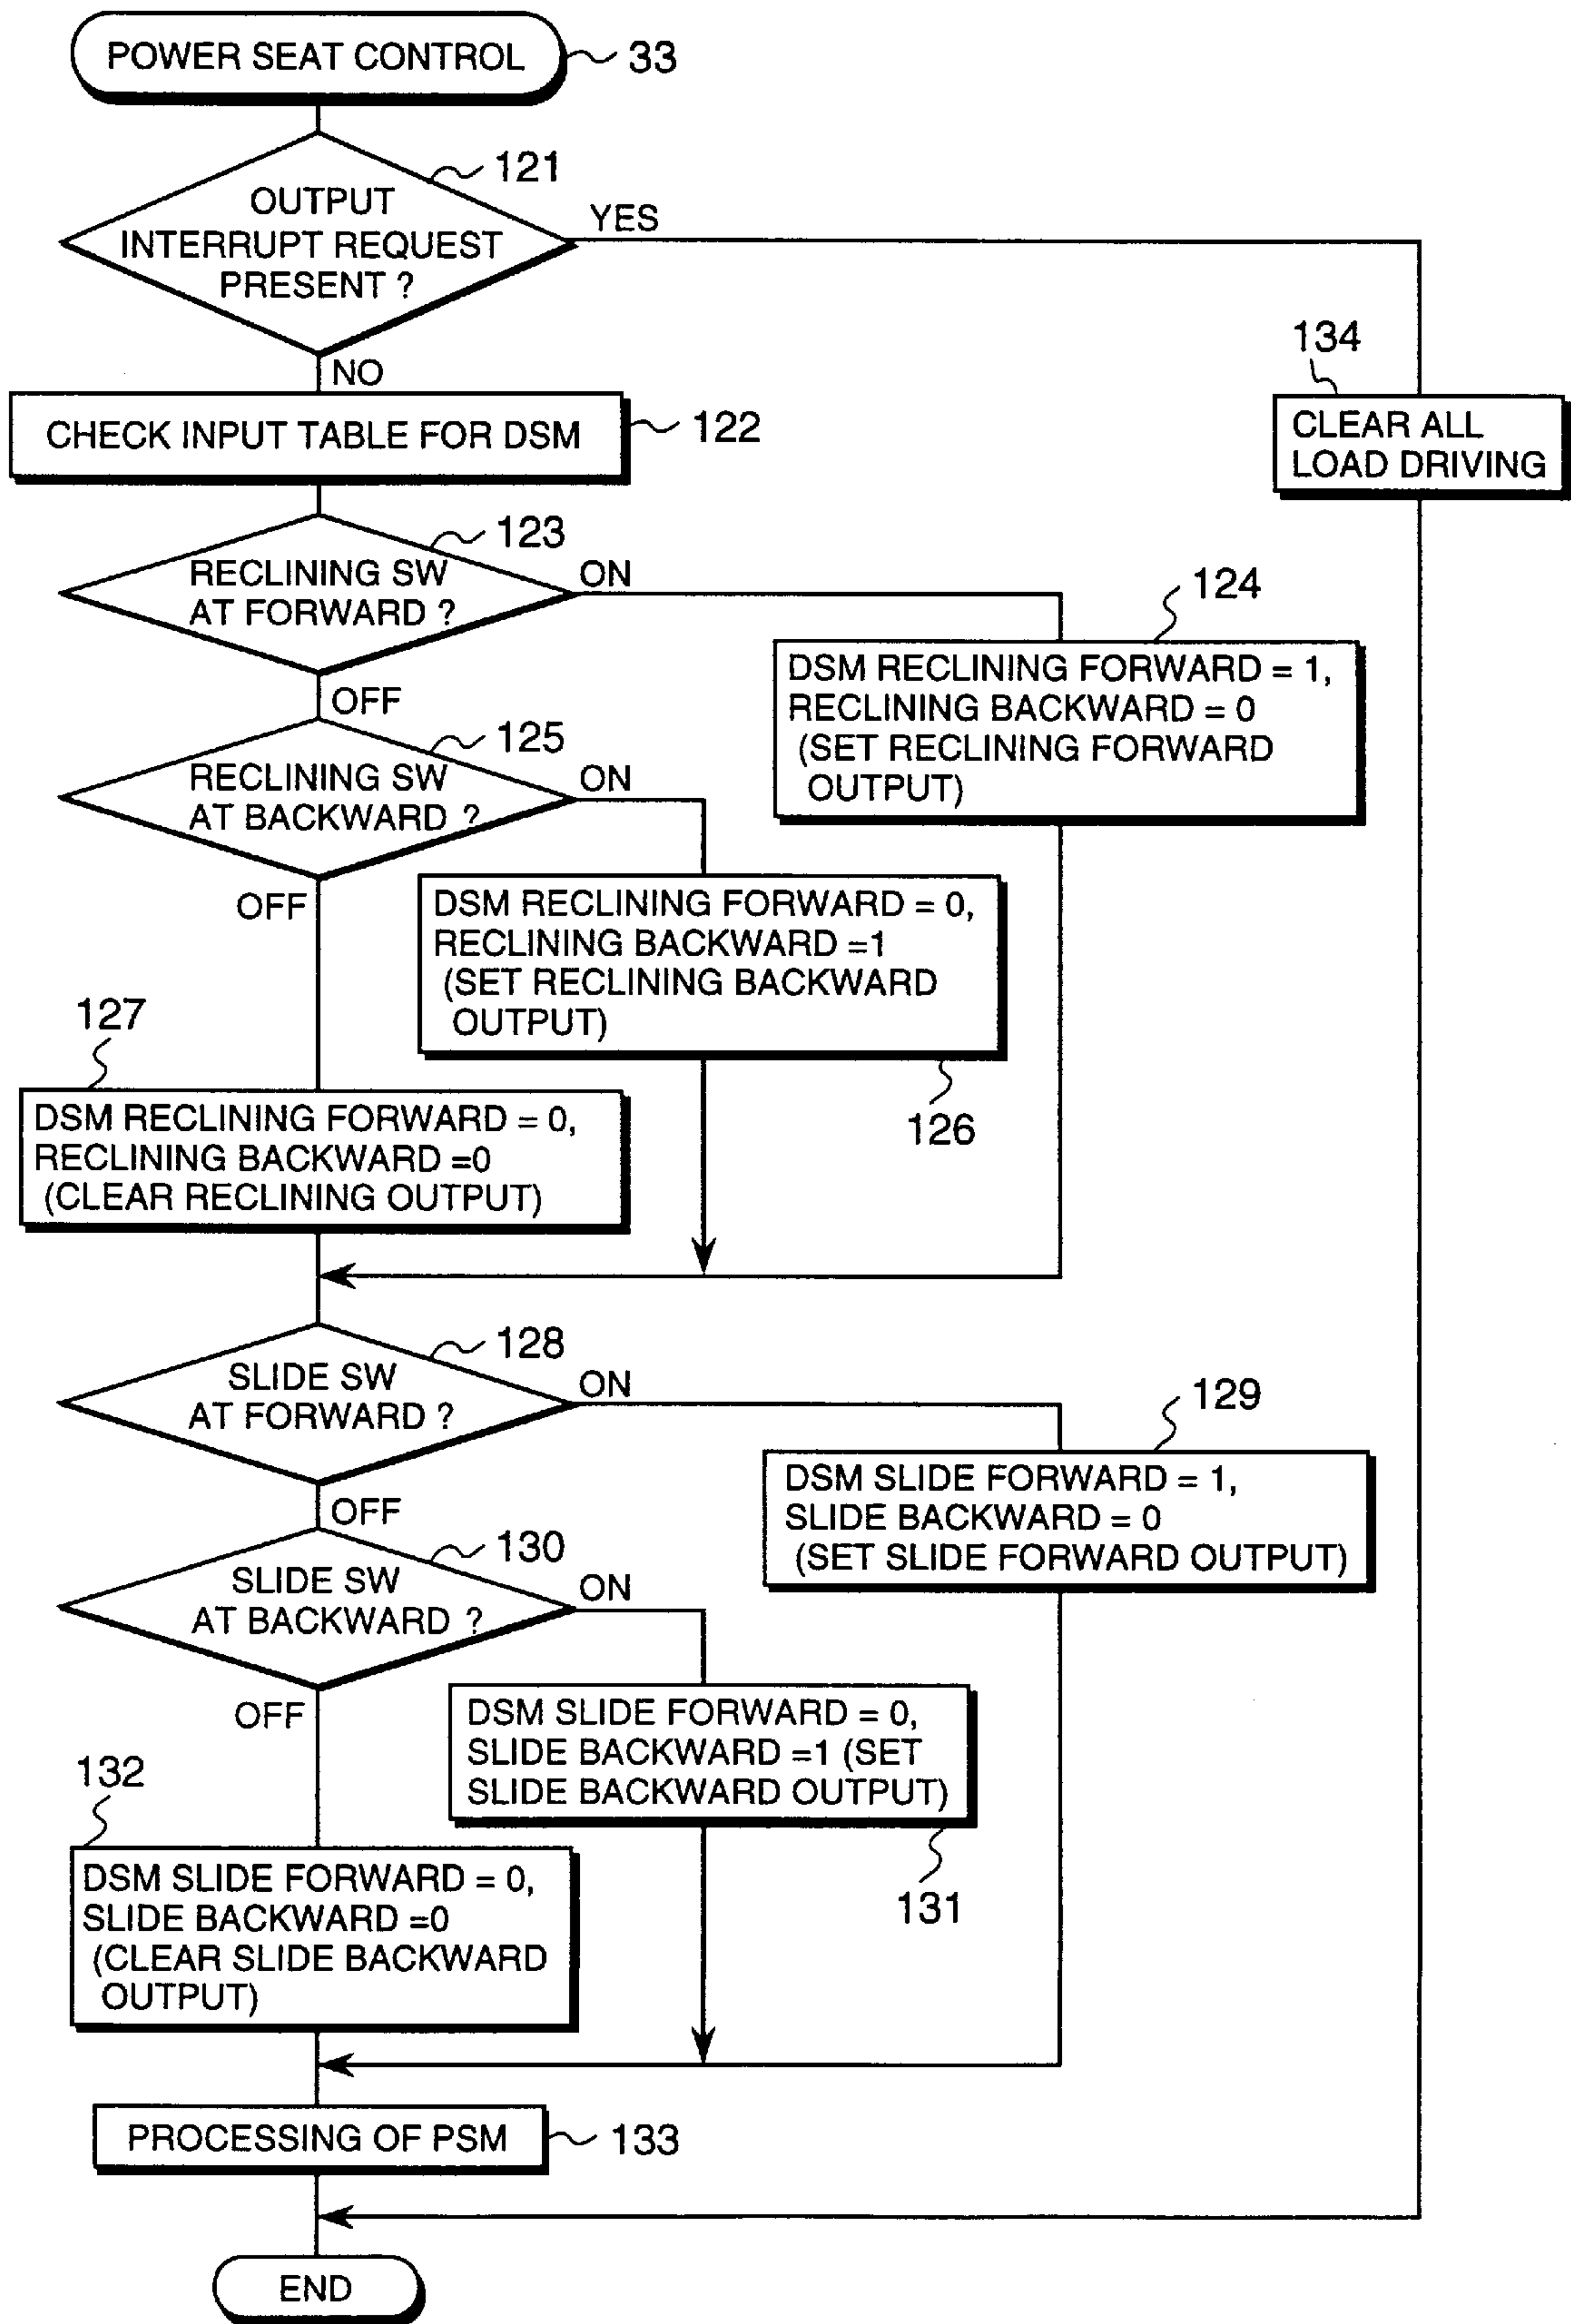 POWER SEAT CONTROL
33
121
OUTPUT
INTERRUPT REQUEST
PRESENT ?
YES
NO
134
CLEAR ALL
LOAD DRIVING
CHECK INPUT TABLE FOR DSM
122
123
RECLINING SW
AT FORWARD ?
ON
OFF
124
DSM RECLINING FORWARD = 1,
RECLINING BACKWARD = 0
(SET RECLINING FORWARD
OUTPUT)
125
RECLINING SW
AT BACKWARD ?
ON
OFF
DSM RECLINING FORWARD = 0,
RECLINING BACKWARD =1
(SET RECLINING BACKWARD
OUTPUT)
126
127
DSM RECLINING FORWARD = 0,
RECLINING BACKWARD =0
(CLEAR RECLINING OUTPUT)
128
SLIDE SW
AT FORWARD ?
ON
OFF
129
DSM SLIDE FORWARD = 1,
SLIDE BACKWARD = 0
(SET SLIDE FORWARD OUTPUT)
130
SLIDE SW
AT BACKWARD ?
ON
OFF
DSM SLIDE FORWARD = 0,
SLIDE BACKWARD =1 (SET
SLIDE BACKWARD OUTPUT)
131
132
DSM SLIDE FORWARD = 0,
SLIDE BACKWARD =0
(CLEAR SLIDE BACKWARD
OUTPUT)
PROCESSING OF PSM
133
END